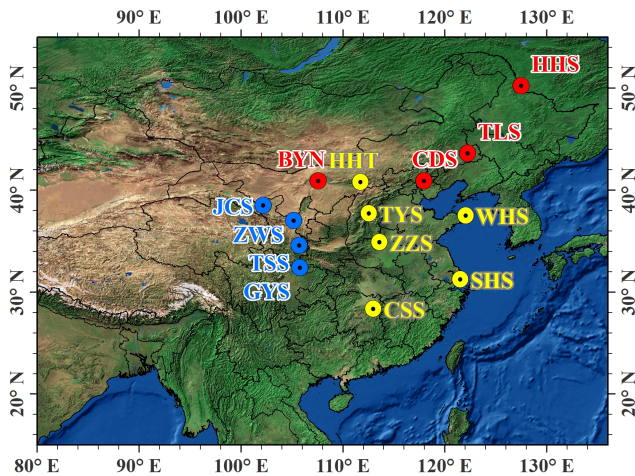 80° E 90° E 100° E 110° E 120° E 130° E
50° N 50° N
40° N 40° N
30° N 30° N
20° N 20° N
HHS
TLS
BYN HHT CDS
JCS TYS WHS
ZWS ZZS
TSS
GYS SHS
CSS
80° E 90° E 100° E 110° E 120° E 130° E